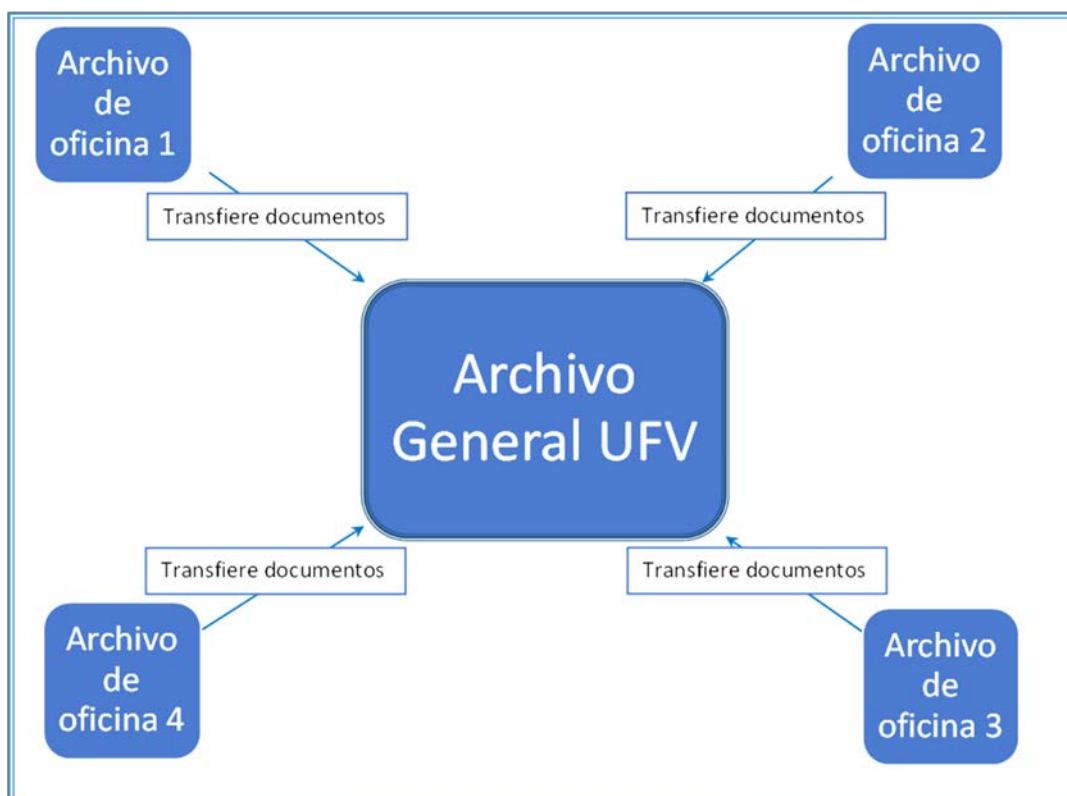 Archivo
de
oficina 1
Archivo
de
oficina 2
Transfiere documentos
Transfiere documentos
Archivo
General UFV
Transfiere documentos
Transfiere documentos
Archivo
de
oficina 4
Archivo
de
oficina 3